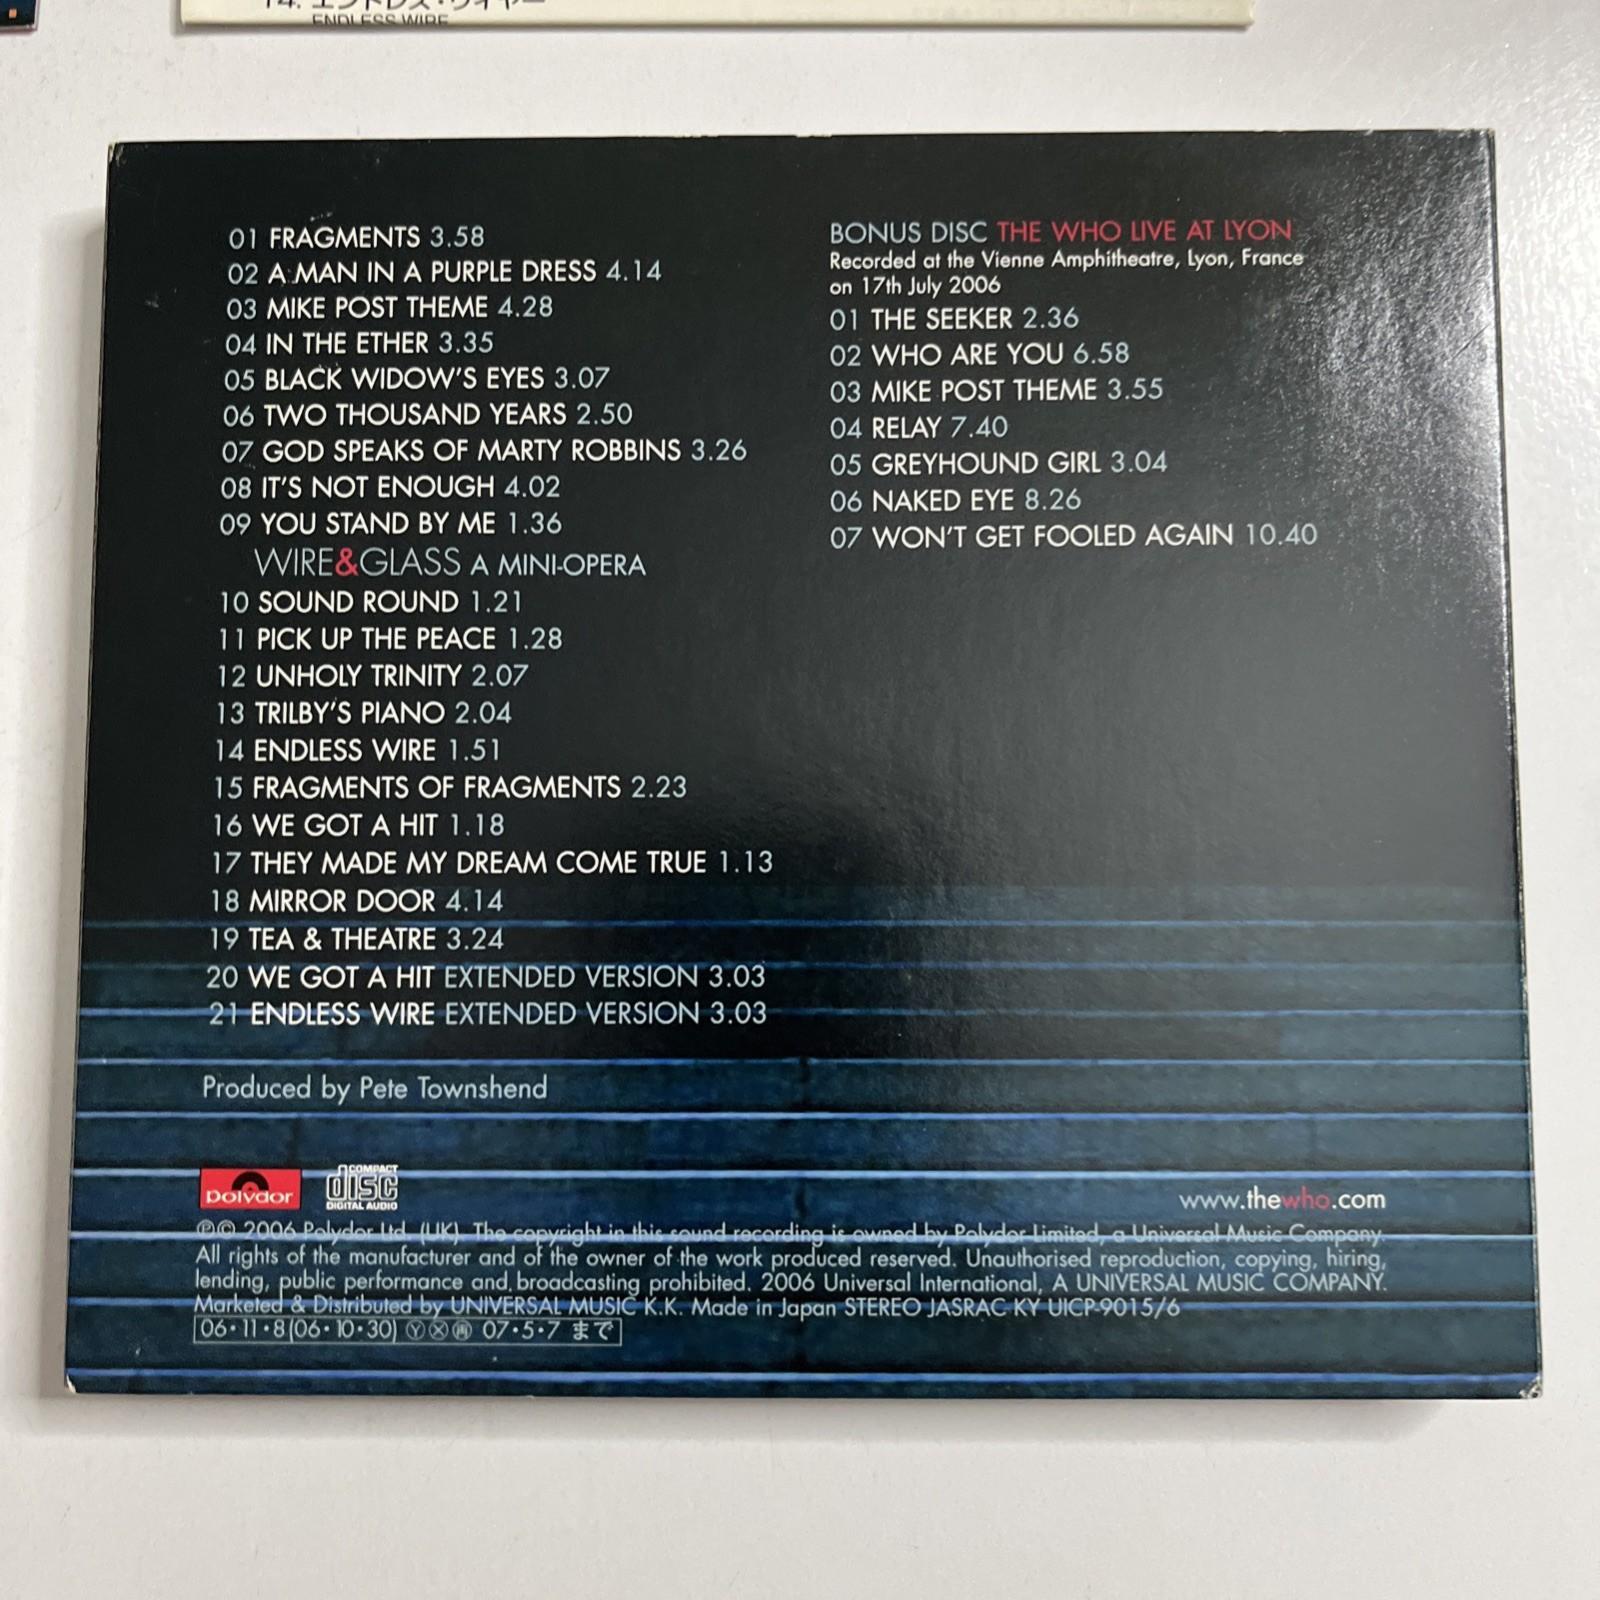 14. エンドレス・ワイヤー
ENDLESS WIRE
01 FRAGMENTS 3.58
02 A MAN IN A PURPLE DRESS 4.14
03 MIKE POST THEME 4.28
04 IN THE ETHER 3.35
05 BLACK WIDOW'S EYES 3.07
06 TWO THOUSAND YEARS 2.50
07 GOD SPEAKS OF MARTY ROBBINS 3.26
08 IT'S NOT ENOUGH 4.02
09 YOU STAND BY ME 1.36
WIRE&GLASS A MINI-OPERA
10 SOUND ROUND 1.21
11 PICK UP THE PEACE 1.28
12 UNHOLY TRINITY 2.07
13 TRILBY'S PIANO 2.04
14 ENDLESS WIRE 1.51
15 FRAGMENTS OF FRAGMENTS 2.23
16 WE GOT A HIT 1.18
17 THEY MADE MY DREAM COME TRUE 1.13
18 MIRROR DOOR 4.14
19 TEA & THEATRE 3.24
20 WE GOT A HIT EXTENDED VERSION 3.03
21 ENDLESS WIRE EXTENDED VERSION 3.03
Produced by Pete Townshend
BONUS DISC THE WHO LIVE AT LYON
Recorded at the Vienne Amphitheatre, Lyon, France
on 17th July 2006
01 THE SEEKER 2.36
02 WHO ARE YOU 6.58
03 MIKE POST THEME 3.55
04 RELAY 7.40
05 GREYHOUND GIRL 3.04
06 NAKED EYE 8.26
07 WON'T GET FOOLED AGAIN 10.40
polydor
COMPACT
disc
DIGITAL AUDIO
www.thewho.com
℗© 2006 Polydor Ltd. (UK). The copyright in this sound recording is owned by Polydor Limited, a Universal Music Company.
All rights of the manufacturer and of the owner of the work produced reserved. Unauthorised reproduction, copying, hiring,
lending, public performance and broadcasting prohibited. 2006 Universal International, A UNIVERSAL MUSIC COMPANY.
Marketed & Distributed by UNIVERSAL MUSIC K.K. Made in Japan STEREO JASRAC KY UICP-9015/6
06・11・8(06・10・30) Ⓨ Ⓧ ㊢ 07・5・7 まで